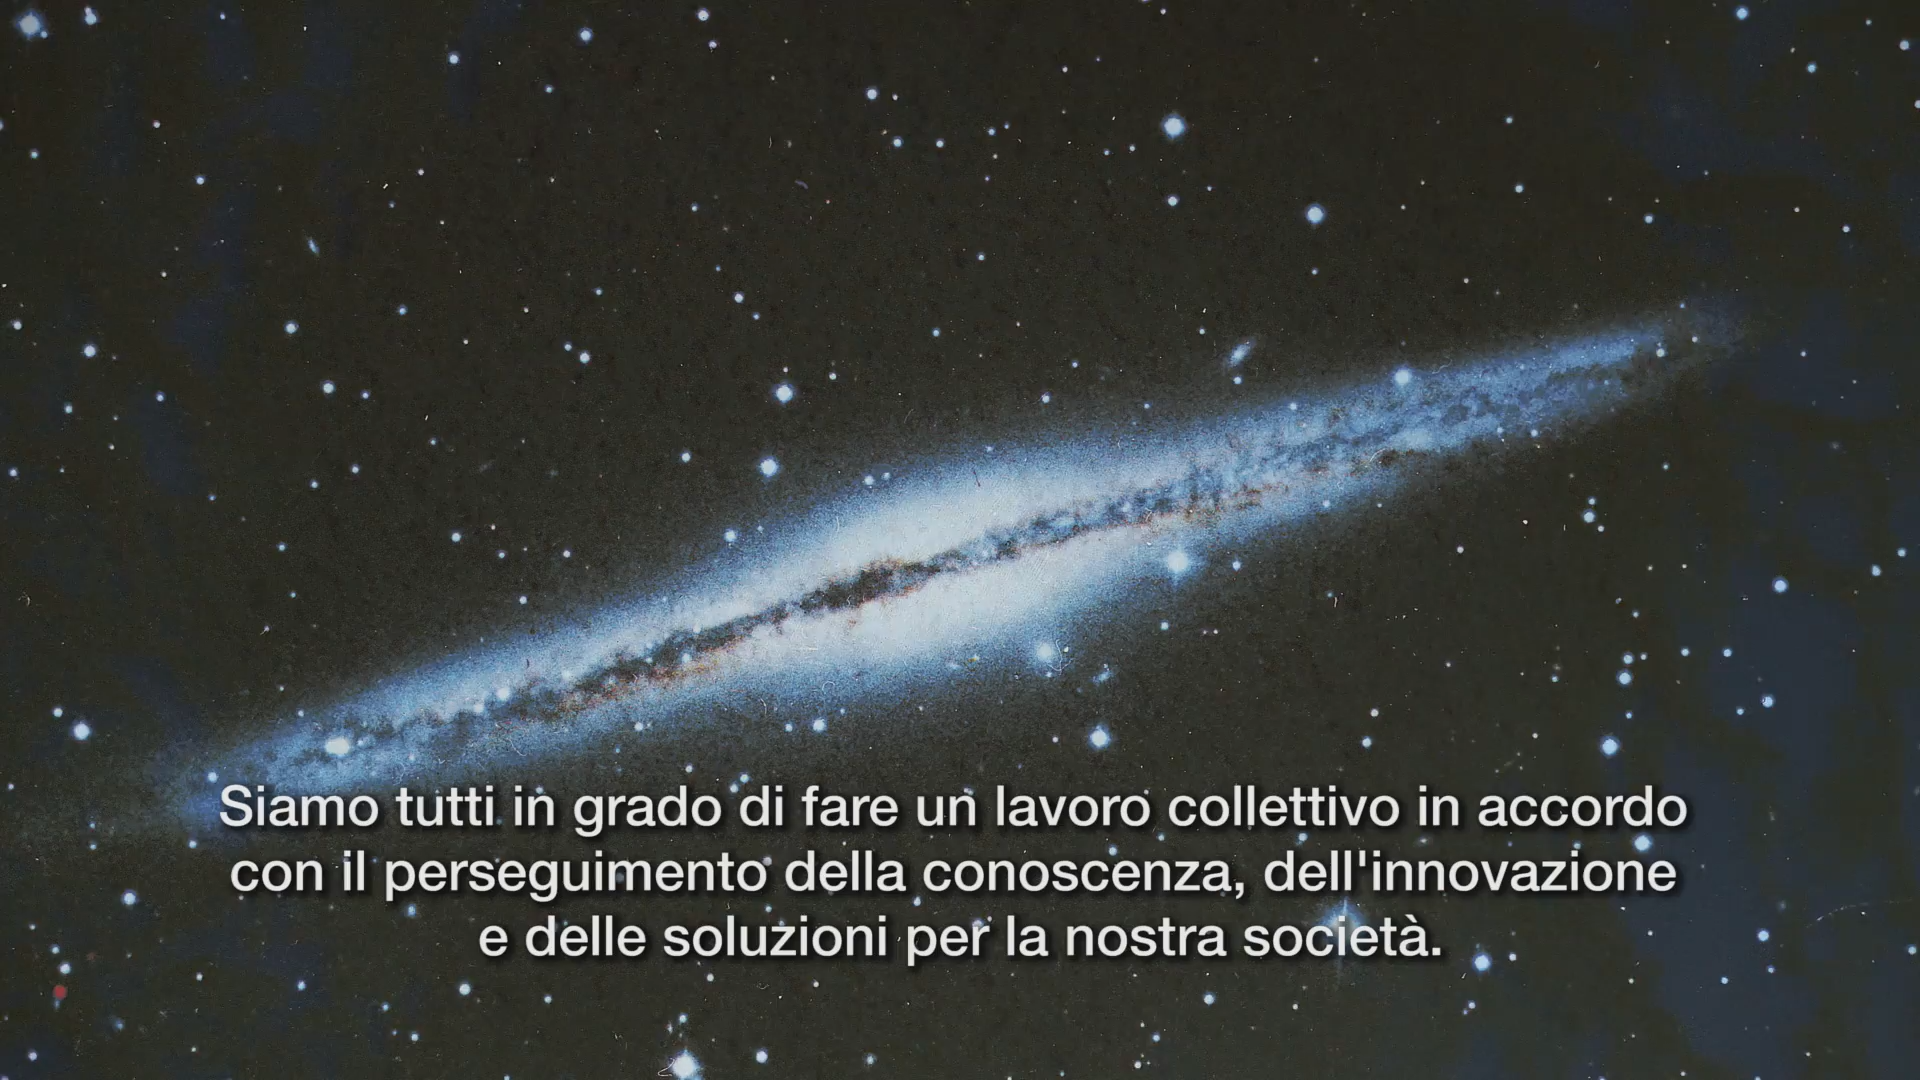 Siamo tutti in grado di fare un lavoro collettivo in accordo
con il perseguimento della conoscenza, dell'innovazione
e delle soluzioni per la nostra società.